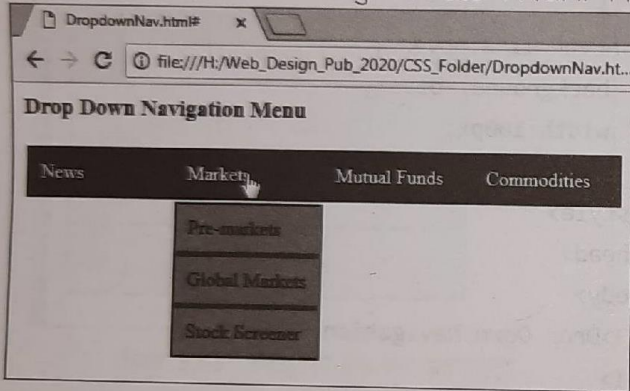 DropdownNav.html#
file:///H:/Web_Design_Pub_2020/CSS_Folder/DropdownNav.ht...
Drop Down Navigation Menu
News Markets Mutual Funds Commodities
Pre-markets
Global Markets
Stock Screener